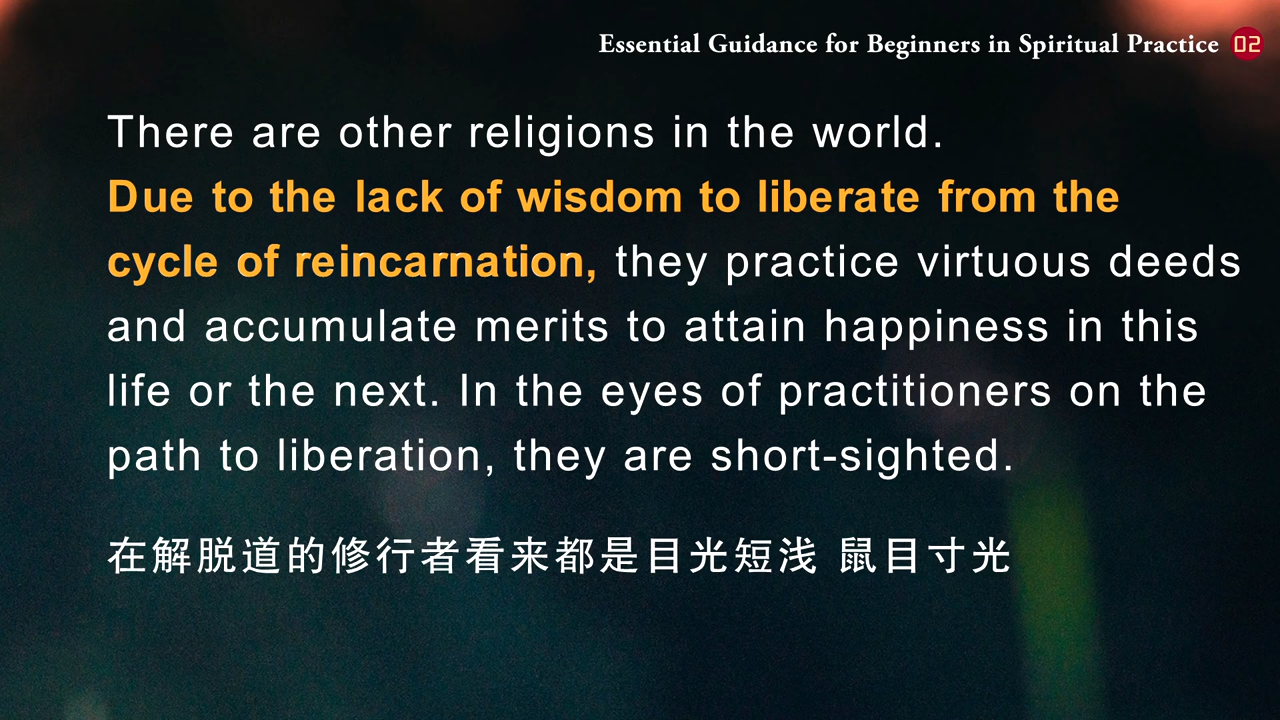 Essential Guidance for Beginners in Spiritual Practice 02
There are other religions in the world.
Due to the lack of wisdom to liberate from the
cycle of reincarnation, they practice virtuous deeds
and accumulate merits to attain happiness in this
life or the next. In the eyes of practitioners on the
path to liberation, they are short-sighted.
在解脱道的修行者看来都是目光短浅 鼠目寸光